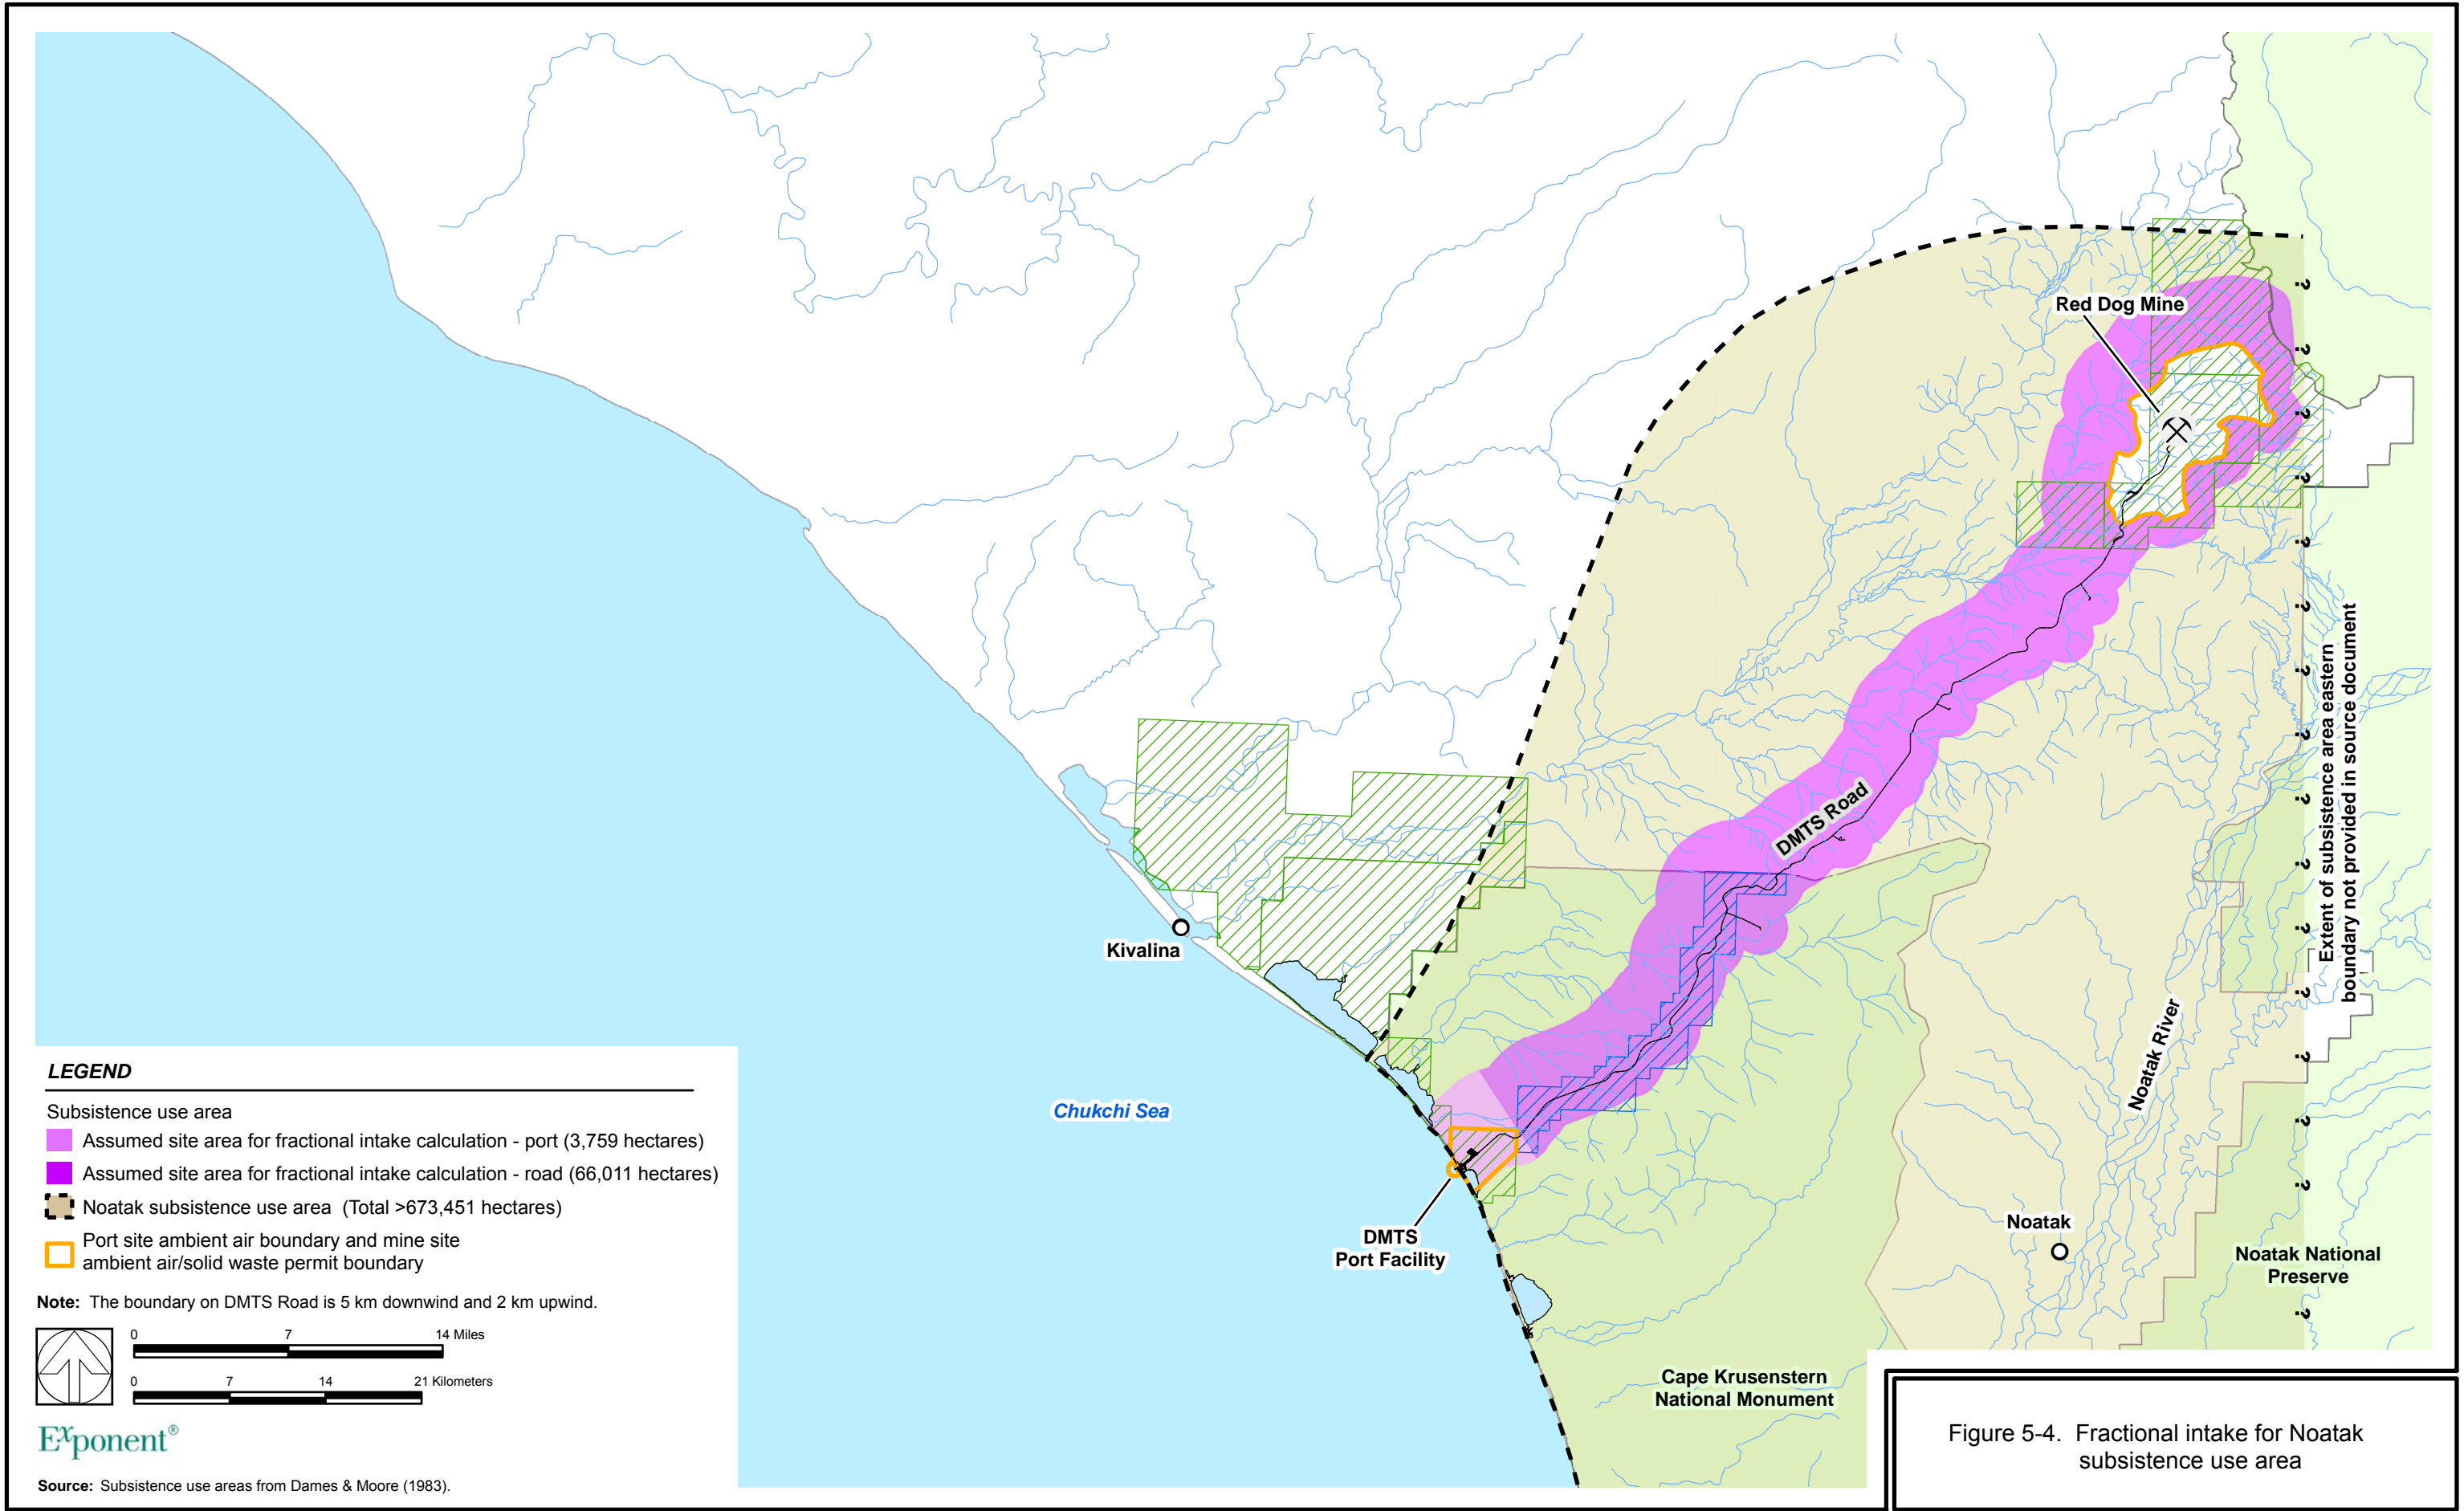 Red Dog Mine
Extent of subsistence area eastern
boundary not provided in source document
DMTS Road
Kivalina
Noatak River
Chukchi Sea
DMTS
Port Facility
Noatak
Noatak National
Preserve
Cape Krusenstern
National Monument
? ? ? ? ? ? ? ? ? ? ? ? ? ? ? ? ?
LEGEND
Subsistence use area
Assumed site area for fractional intake calculation - port (3,759 hectares)
Assumed site area for fractional intake calculation - road (66,011 hectares)
Noatak subsistence use area (Total >673,451 hectares)
Port site ambient air boundary and mine site
ambient air/solid waste permit boundary
Note: The boundary on DMTS Road is 5 km downwind and 2 km upwind.
0 7 14 Miles
0 7 14 21 Kilometers
Exponent®
Source: Subsistence use areas from Dames & Moore (1983).
Figure 5-4. Fractional intake for Noatak
subsistence use area